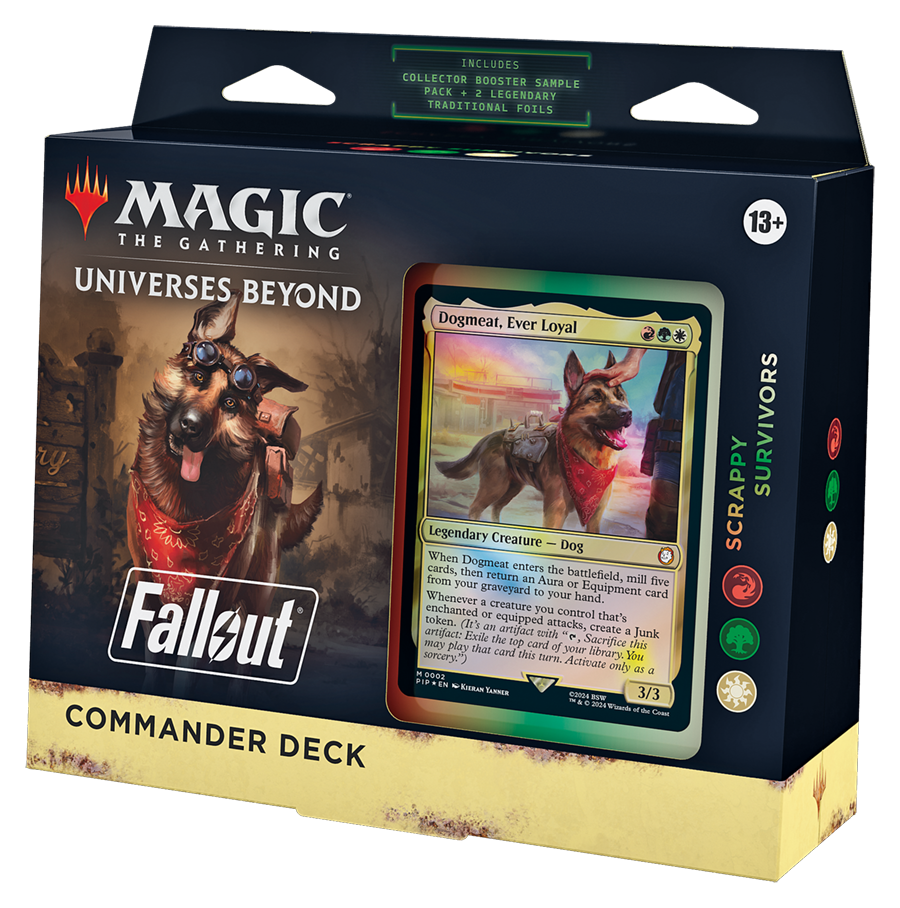 INCLUDES
COLLECTOR BOOSTER SAMPLE
PACK + 2 LEGENDARY
TRADITIONAL FOILS
MAGIC
THE GATHERING
UNIVERSES BEYOND
13+
Dogmeat, Ever Loyal
Legendary Creature — Dog
When Dogmeat enters the battlefield, mill five
cards, then return an Aura or Equipment card
from your graveyard to your hand.
Whenever a creature you control that's
enchanted or equipped attacks, create a Junk
token. (It's an artifact with “, Sacrifice this
artifact: Exile the top card of your library. You
may play that card this turn. Activate only as a
sorcery.”)
3/3
M 0002
PIP★EN KIERAN YANNER
©2024 BSW
™ & © 2024 Wizards of the Coast
SCRAPPY
SURVIVORS
Fallout®
COMMANDER DECK